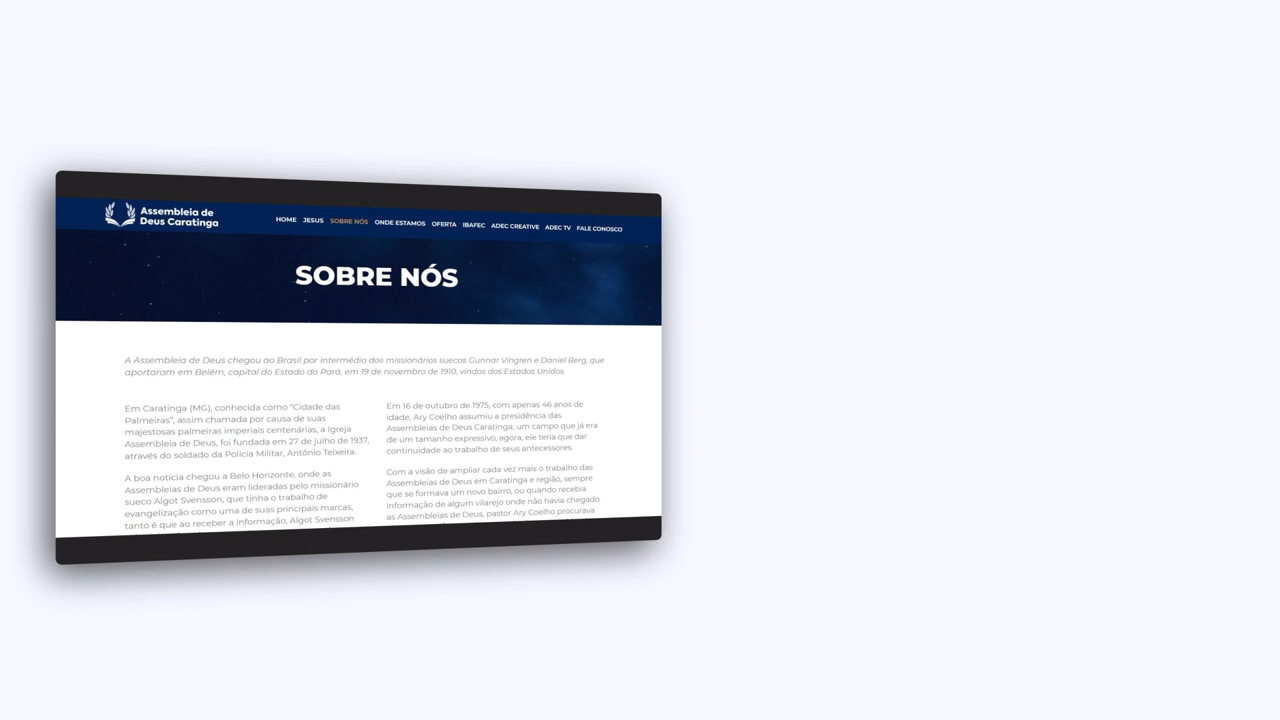 Assembleia de
Deus Caratinga
HOME JESUS SOBRE NÓS ONDE ESTAMOS OFERTA IBAFEC ADEC CREATIVE ADEC TV FALE CONOSCO
SOBRE NÓS
A Assembleia de Deus chegou ao Brasil por intermédio dos missionários suecos Gunnar Vingren e Daniel Berg, que
aportaram em Belém, capital do Estado do Pará, em 19 de novembro de 1910, vindos dos Estados Unidos.
Em Caratinga (MG), conhecida como "Cidade das
Palmeiras", assim chamada por causa de suas
majestosas palmeiras imperiais centenárias, a Igreja
Assembleia de Deus, foi fundada em 27 de julho de 1937,
através do soldado da Polícia Militar, Antônio Teixeira.
A boa notícia chegou a Belo Horizonte, onde as
Assembleias de Deus eram lideradas pelo missionário
sueco Algot Svensson, que tinha o trabalho de
evangelização como uma de suas principais marcas,
tanto é que ao receber a informação, Algot Svensson
Em 16 de outubro de 1975, com apenas 46 anos de
idade, Ary Coelho assumiu a presidência das
Assembleias de Deus Caratinga, um campo que já era
de um tamanho expressivo, agora, ele teria que dar
continuidade ao trabalho de seus antecessores.
Com a visão de ampliar cada vez mais o trabalho das
Assembleias de Deus em Caratinga e região, sempre
que se formava um novo bairro, ou quando recebia
informação de algum vilarejo onde não havia chegado
as Assembleias de Deus, pastor Ary Coelho procurava